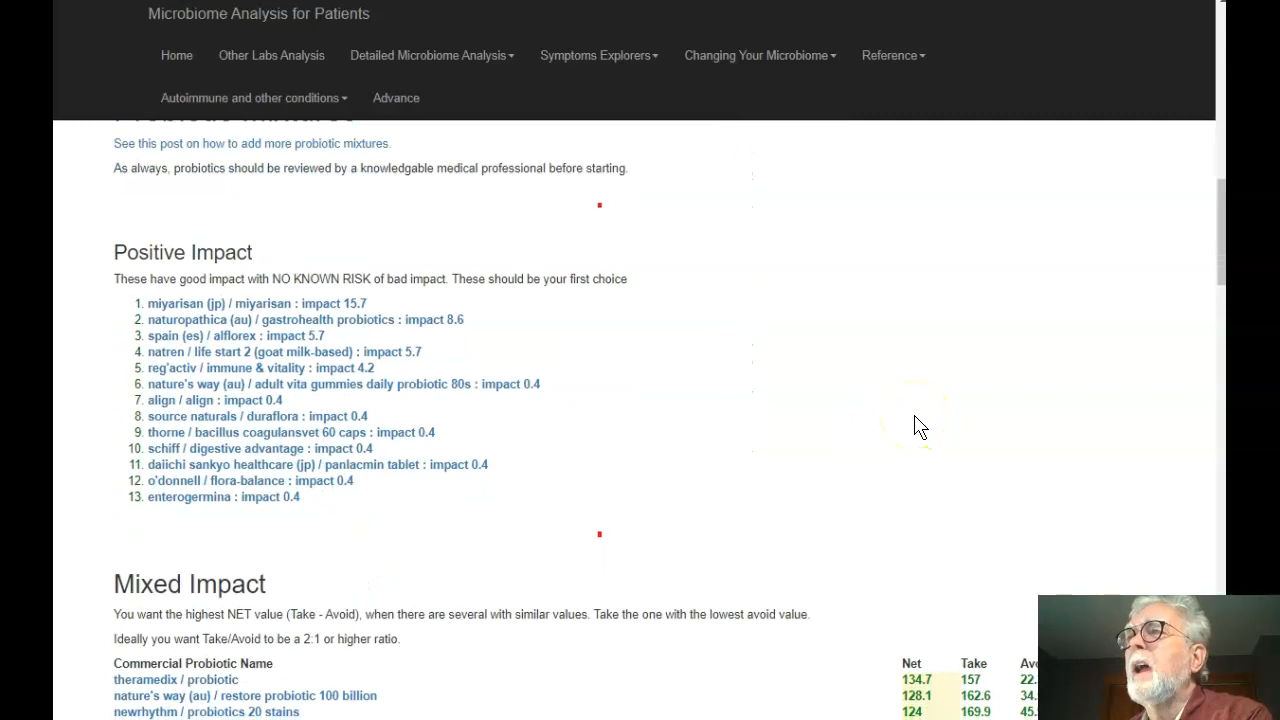 Microbiome Analysis for Patients
Home Other Labs Analysis Detailed Microbiome Analysis Symptoms Explorers Changing Your Microbiome Reference
Autoimmune and other conditions Advance
See this post on how to add more probiotic mixtures.
As always, probiotics should be reviewed by a knowledgable medical professional before starting.
Positive Impact
These have good impact with NO KNOWN RISK of bad impact. These should be your first choice
1. miyarisan (jp) / miyarisan : impact 15.7
2. naturopathica (au) / gastrohealth probiotics : impact 8.6
3. spain (es) / alflorex : impact 5.7
4. natren / life start 2 (goat milk-based) : impact 5.7
5. reg'activ / immune & vitality : impact 4.2
6. nature's way (au) / adult vita gummies daily probiotic 80s : impact 0.4
7. align / align : impact 0.4
8. source naturals / duraflora : impact 0.4
9. thorne / bacillus coagulansvet 60 caps : impact 0.4
10. schiff / digestive advantage : impact 0.4
11. daiichi sankyo healthcare (jp) / panlacmin tablet : impact 0.4
12. o'donnell / flora-balance : impact 0.4
13. enterogermina : impact 0.4
Mixed Impact
You want the highest NET value (Take - Avoid), when there are several with similar values. Take the one with the lowest avoid value.
Ideally you want Take/Avoid to be a 2:1 or higher ratio.
Commercial Probiotic Name Net Take
theramedix / probiotic 134.7 157
nature's way (au) / restore probiotic 100 billion 128.1 162.6
newrhythm / probiotics 20 stains 124 169.9